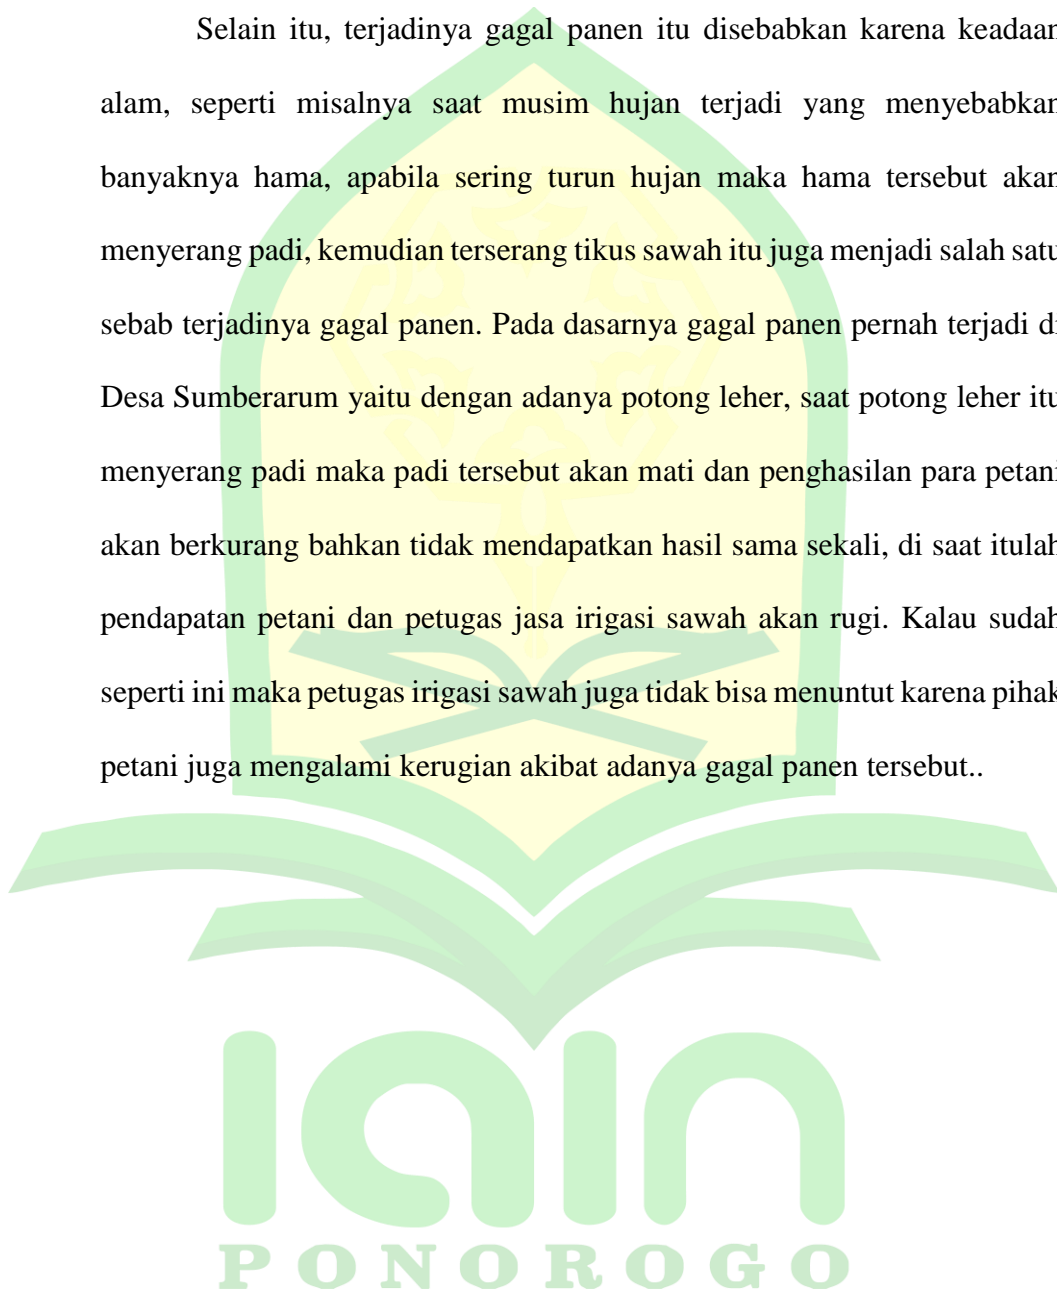 Selain itu, terjadinya gagal panen itu disebabkan karena keadaan
alam, seperti misalnya saat musim hujan terjadi yang menyebabkan
banyaknya hama, apabila sering turun hujan maka hama tersebut akan
menyerang padi, kemudian terserang tikus sawah itu juga menjadi salah satu
sebab terjadinya gagal panen. Pada dasarnya gagal panen pernah terjadi di
Desa Sumberarum yaitu dengan adanya potong leher, saat potong leher itu
menyerang padi maka padi tersebut akan mati dan penghasilan para petani
akan berkurang bahkan tidak mendapatkan hasil sama sekali, di saat itulah
pendapatan petani dan petugas jasa irigasi sawah akan rugi. Kalau sudah
seperti ini maka petugas irigasi sawah juga tidak bisa menuntut karena pihak
petani juga mengalami kerugian akibat adanya gagal panen tersebut..
iain
PONOROGO